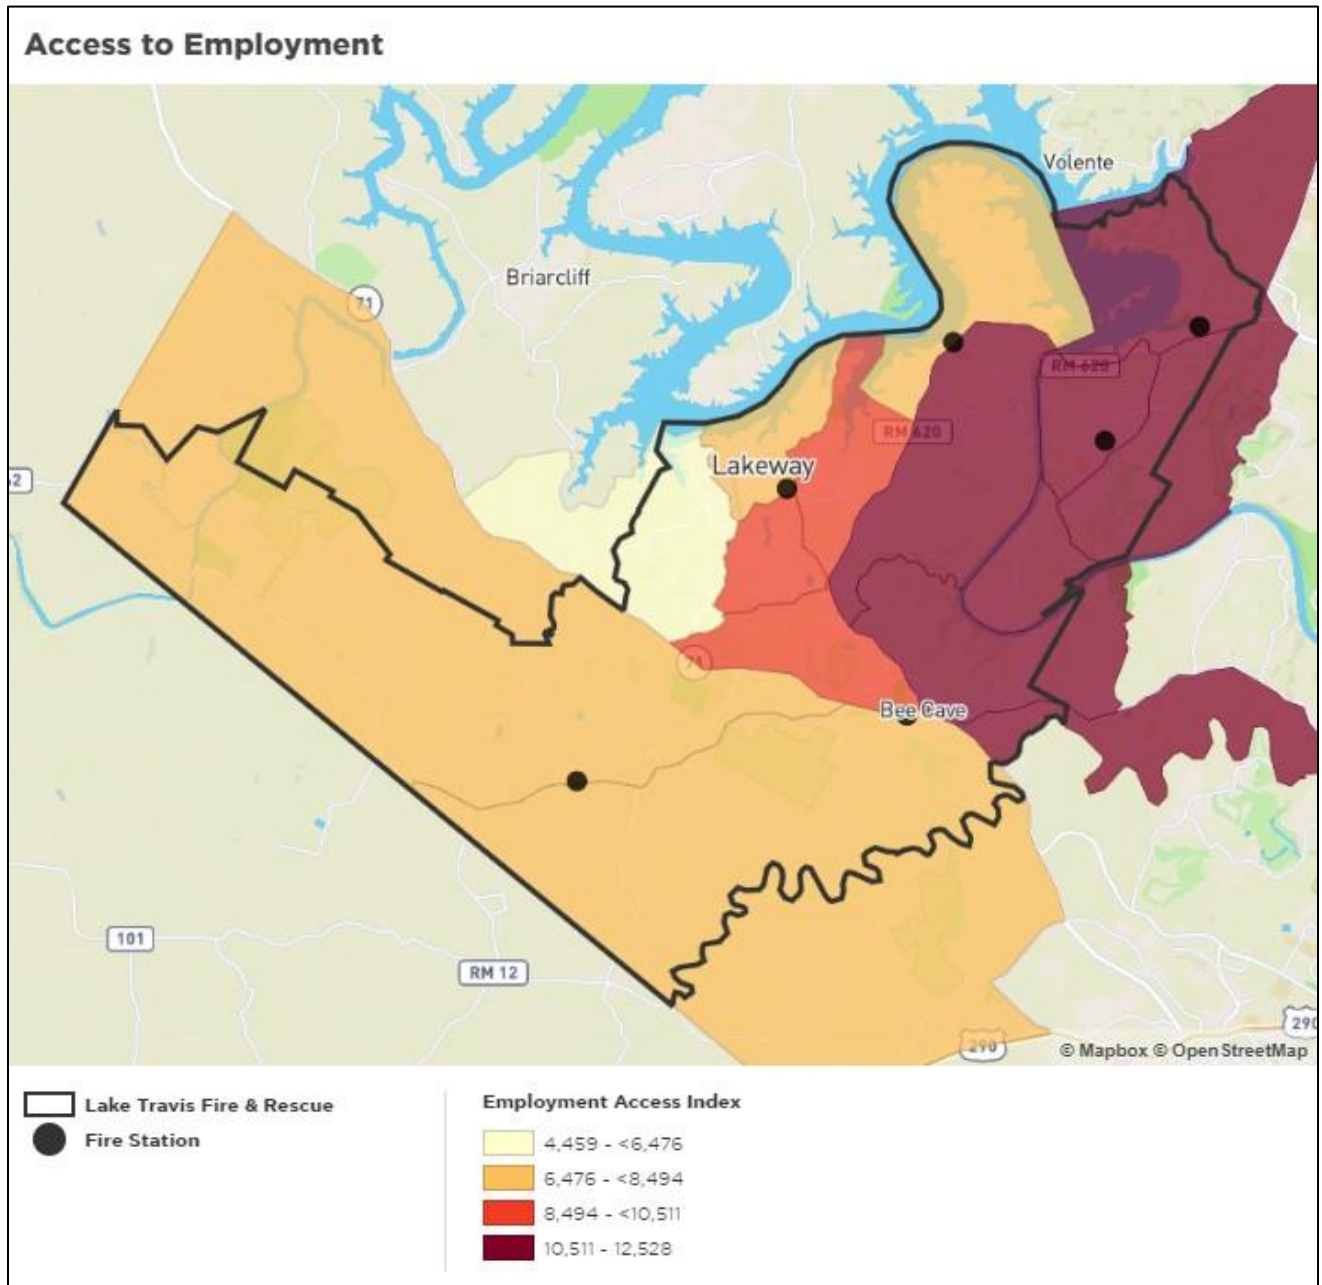 Access to Employment
Volente
Briarcliff
71
RM 620
RM 620
62
Lakeway
71
Bee Cave
101
RM 12
290
290
© Mapbox © OpenStreetMap
Lake Travis Fire & Rescue
Fire Station
Employment Access Index
4,459 - <6,476
6,476 - <8,494
8,494 - <10,511
10,511 - 12,528